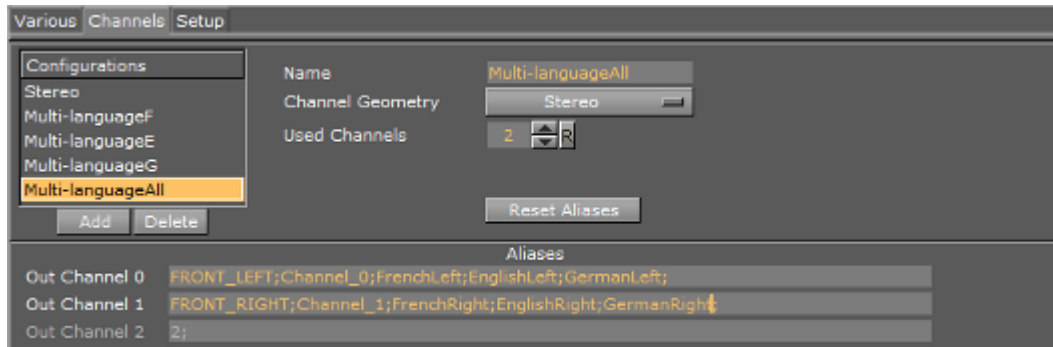 Various Channels Setup
Configurations
Stereo
Multi-languageF
Multi-languageE
Multi-languageG
Multi-languageAll
Add Delete
Name Multi-languageAll
Channel Geometry Stereo
Used Channels 2 R
Reset Aliases
Aliases
Out Channel 0 FRONT_LEFT;Channel_0;FrenchLeft;EnglishLeft;GermanLeft;
Out Channel 1 FRONT_RIGHT;Channel_1;FrenchRight;EnglishRight;GermanRight;
Out Channel 2 2;